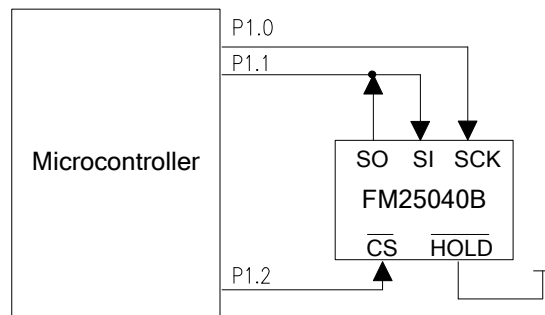 P1.0
P1.1
Microcontroller
SO SI SCK
FM25040B
CS HOLD
P1.2